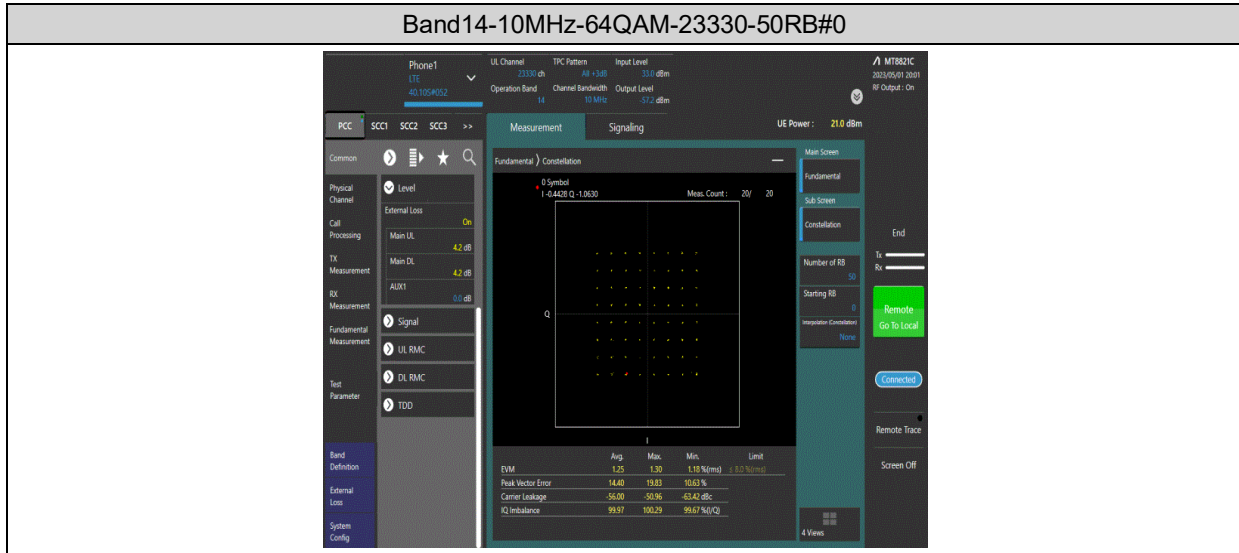 Band14-10MHz-64QAM-23330-50RB#0
Phone1
LTE
40.10S#052
UL Channel TPC Pattern Input Level
23330 ch All +3dB 33.0 dBm
Operation Band Channel Bandwidth Output Level
14 10 MHz -57.2 dBm
MT8821C
2023/05/01 20:01
RF Output : On
PCC SCC1 SCC2 SCC3 >>
Measurement Signaling
UE Power : 21.0 dBm
Common
Physical
Channel
Call
Processing
TX
Measurement
RX
Measurement
Fundamental
Measurement
Test
Parameter
Band
Definition
External
Loss
System
Config
Level
External Loss
On
Main UL
4.2 dB
Main DL
4.2 dB
AUX1
0.0 dB
Signal
UL RMC
DL RMC
TDD
Fundamental ) Constellation
0 Symbol
I -0.4428 Q -1.0630 Meas. Count : 20/ 20
Q
I
Avg. Max. Min. Limit
EVM 1.25 1.30 1.18 %(rms) ≤ 8.0 %(rms)
Peak Vector Error 14.40 19.83 10.63 %
Carrier Leakage -56.00 -50.96 -63.42 dBc
IQ Imbalance 99.97 100.29 99.67 %(I/Q)
Main Screen
Fundamental
Sub Screen
Constellation
Number of RB
50
Starting RB
0
Interpolation (Constellation)
None
4 Views
End
Tx
Rx
Remote
Go To Local
Connected
Remote Trace
Screen Off